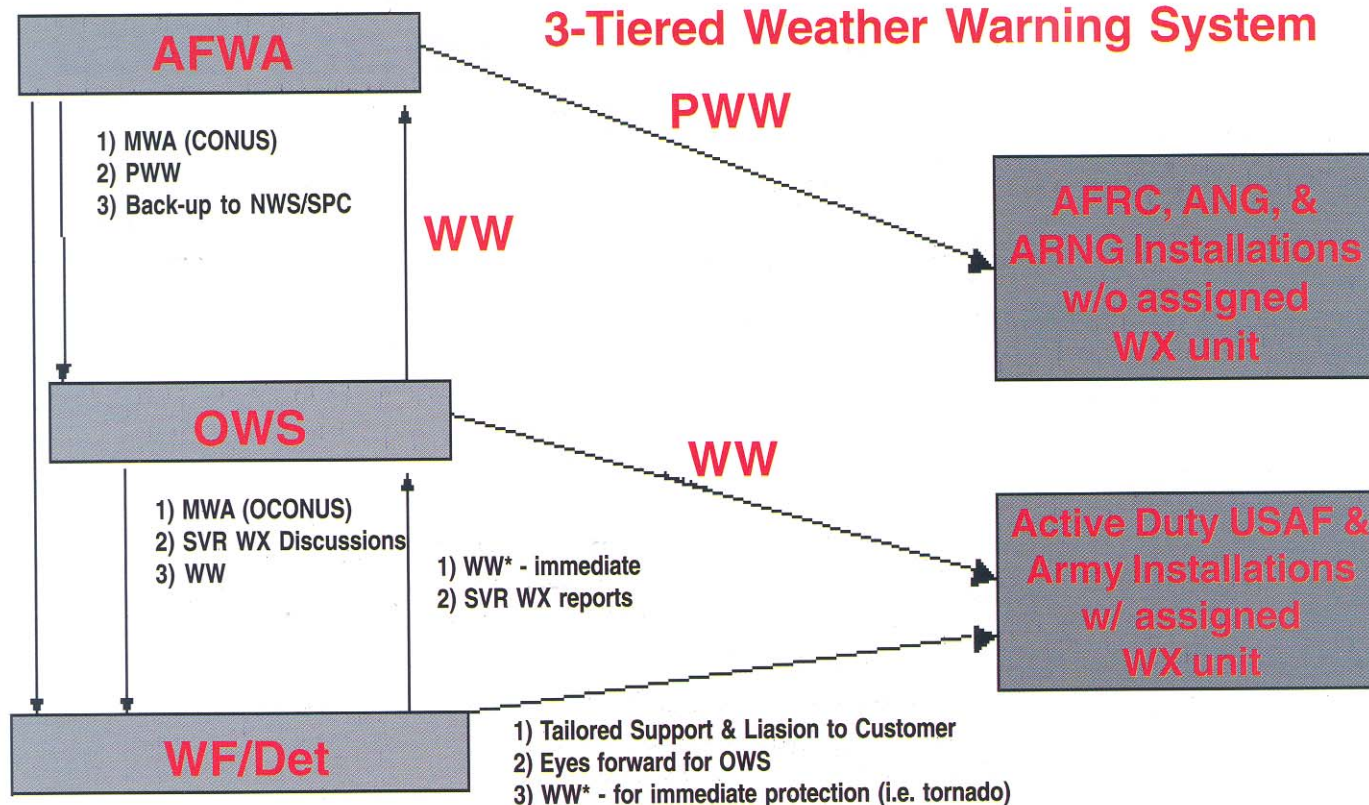 3-Tiered Weather Warning System
AFWA
PWW
1) MWA (CONUS)
2) PWW
3) Back-up to NWS/SPC
WW
AFRC, ANG, &
ARNG Installations
w/o assigned
WX unit
OWS
WW
1) MWA (OCONUS)
2) SVR WX Discussions
3) WW
1) WW* - immediate
2) SVR WX reports
Active Duty USAF &
Army Installations
w/ assigned
WX unit
WF/Det
1) Tailored Support & Liasion to Customer
2) Eyes forward for OWS
3) WW* - for immediate protection (i.e. tornado)